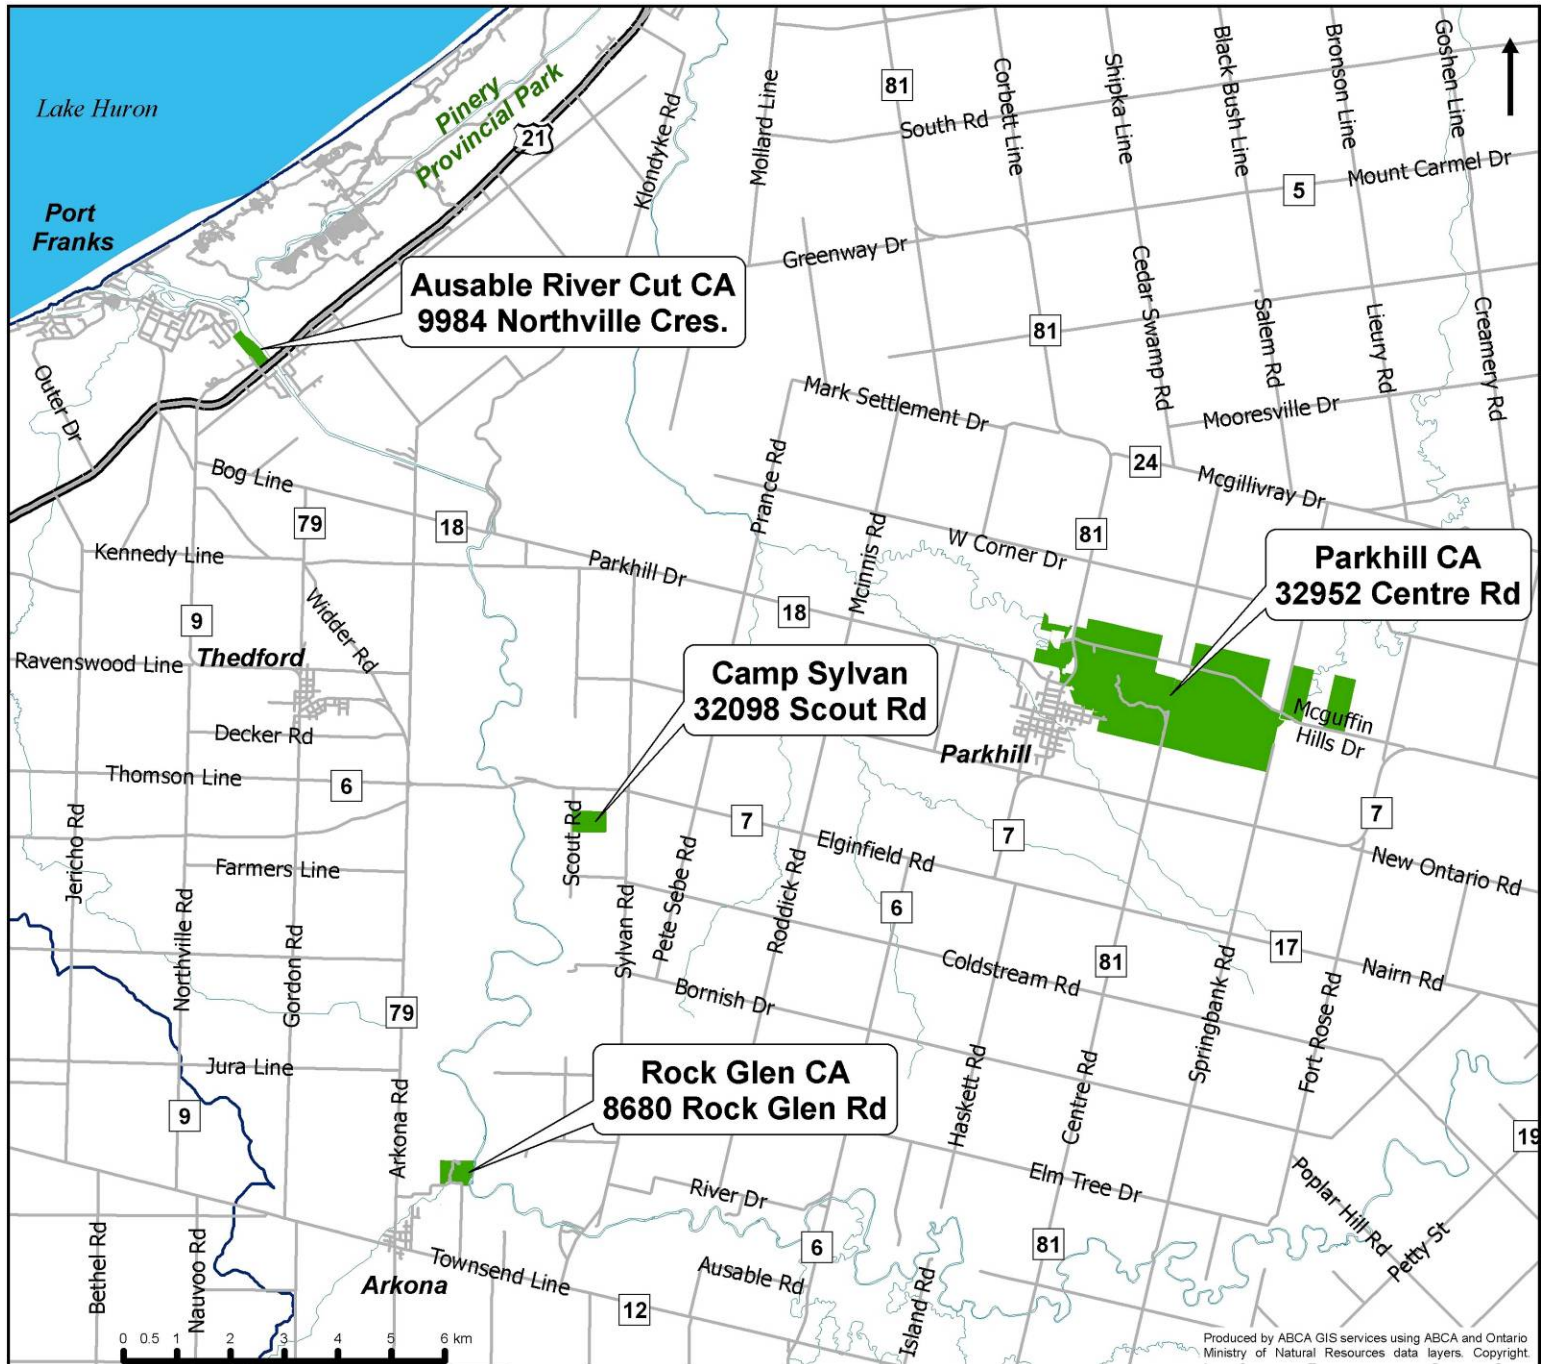 Lake Huron
Pinery
Provincial Park
21
Klondyke Rd
Mollard Line
81
South Rd
Corbett Line
Shipka Line
Black Bush Line
Bronson Line
Goshen Line
5
Mount Carmel Dr
Port
Franks
Greenway Dr
Ausable River Cut CA
9984 Northville Cres.
81
Cedar Swamp Rd
Salem Rd
Lieury Rd
Creamery Rd
Outer Dr
Mark Settlement Dr
Mooresville Dr
24
Mcgillivray Dr
Bog Line
79
18
Prance Rd
Mcinnis Rd
W Corner Dr
81
Kennedy Line
Parkhill Dr
18
Parkhill CA
32952 Centre Rd
9
Widder Rd
Ravenswood Line
Thedford
Camp Sylvan
32098 Scout Rd
Mcguffin
Hills Dr
Decker Rd
Parkhill
Thomson Line
6
Jericho Rd
Scout Rd
7
Elginfield Rd
7
7
New Ontario Rd
Farmers Line
Northville Rd
Gordon Rd
Sylvan Rd
Pete Sebe Rd
Roddick Rd
6
Coldstream Rd
81
Springbank Rd
17
Nairn Rd
Fort Rose Rd
79
Bornish Dr
Jura Line
Rock Glen CA
8680 Rock Glen Rd
Haskett Rd
Centre Rd
9
Arkona Rd
19
Elm Tree Dr
Poplar Hill Rd
Petty St
River Dr
6
81
Bethel Rd
Nauvoo Rd
Arkona
Townsend Line
Ausable Rd
12
Island Rd
0 0.5 1 2 3 4 5 6 km
Produced by ABCA GIS services using ABCA and Ontario
Ministry of Natural Resources data layers. Copyright.